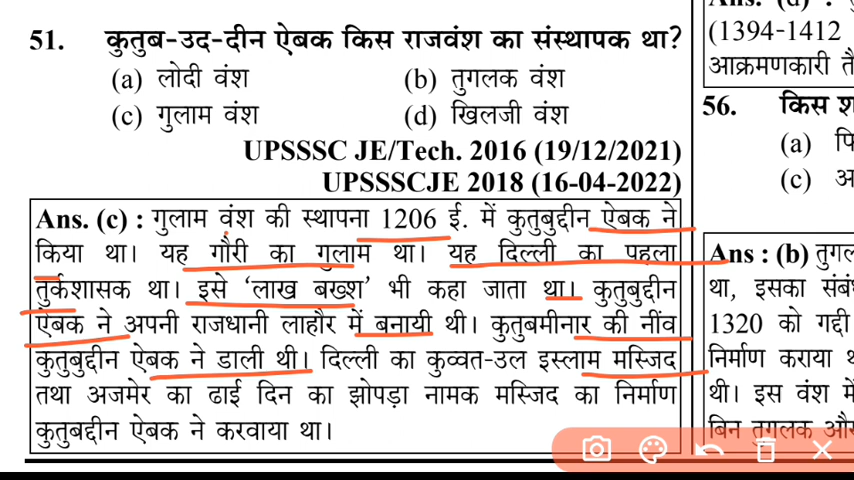 51. कुतुब-उद-दीन ऐबक किस राजवंश का संस्थापक था?
(a) लोदी वंश (b) तुगलक वंश
(c) गुलाम वंश (d) खिलजी वंश
UPSSSC JE/Tech. 2016 (19/12/2021)
UPSSSCJE 2018 (16-04-2022)
Ans. (c) : गुलाम वंश की स्थापना 1206 ई. में कुतुबुद्दीन ऐबक ने
किया था। यह गौरी का गुलाम था। यह दिल्ली का पहला
तुर्कशासक था। इसे ‘लाख बख्श’ भी कहा जाता था। कुतुबुद्दीन
ऐबक ने अपनी राजधानी लाहौर में बनायी थी। कुतुबमीनार की नींव
कुतुबुद्दीन ऐबक ने डाली थी। दिल्ली का कुव्वत-उल इस्लाम मस्जिद
तथा अजमेर का ढाई दिन का झोपड़ा नामक मस्जिद का निर्माण
कुतुबद्दीन ऐबक ने करवाया था।
(1394-1412
आक्रमणकारी
56. किस
(a)
(c)
Ans : (b)
था, इसका
1320 को गद्दी
निर्माण कराया
थी। इस वंश
बिन तुगलक